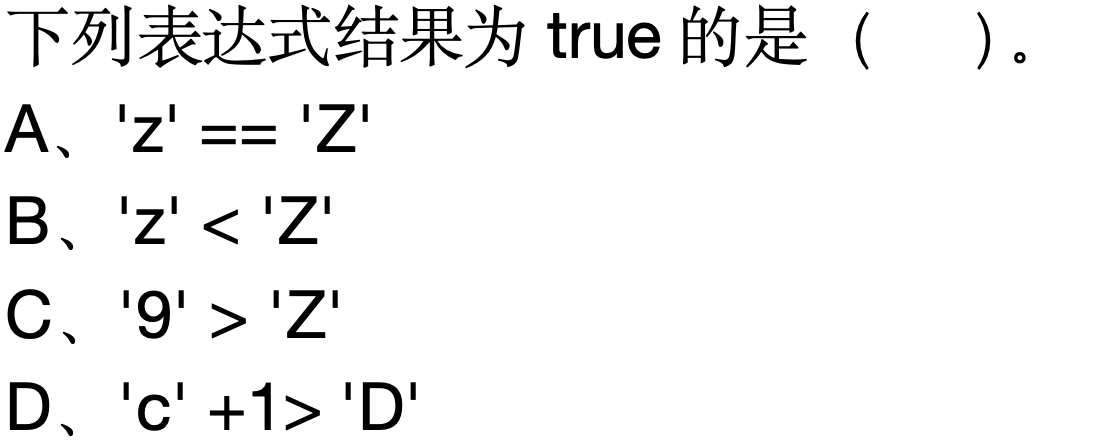 下列表达式结果为 true 的是（　　）。
A、'z' == 'Z'
B、'z' < 'Z'
C、'9' > 'Z'
D、'c' +1> 'D'